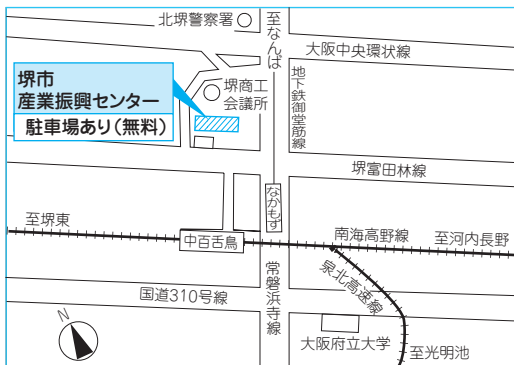 北堺警察署
至なんば
大阪中央環状線
堺市
産業振興センター
駐車場あり(無料)
堺商工
会議所
地下鉄御堂筋線
堺富田林線
なかもず
至堺東
中百舌鳥
南海高野線
至河内長野
国道310号線
常磐浜寺線
泉北高速線
大阪府立大学
至光明池
N